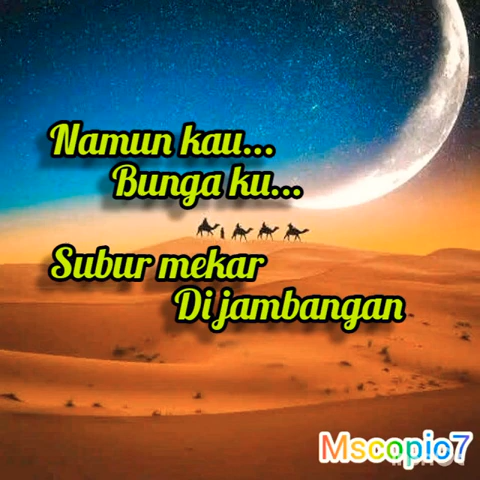 Namun kau...
Bunga ku...
Subur mekar
Di jambangan
Mscopio7